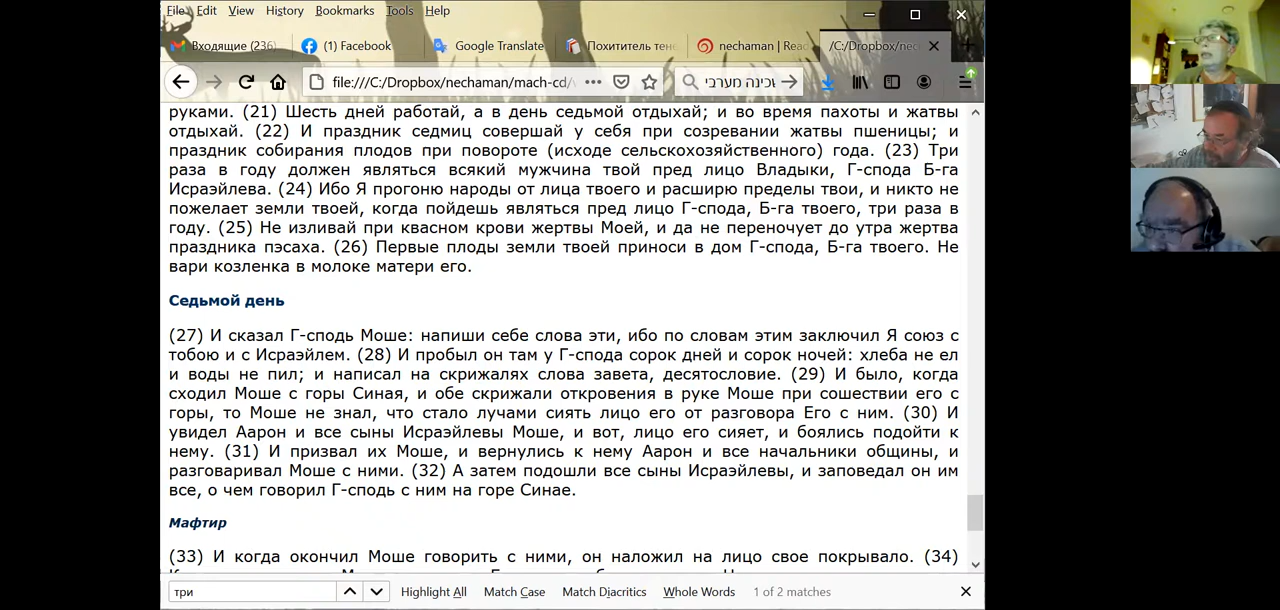 File Edit View History Bookmarks Tools Help
Входящие (236) (1) Facebook Google Translate Похититель тене nechaman | Rea /C:/Dropbox/nec
file:///C:/Dropbox/nechaman/mach-cd/ שכינה מערבי
руками. (21) Шесть дней работай, а в день седьмой отдыхай; и во время пахоты и жатвы
отдыхай. (22) И праздник седмиц совершай у себя при созревании жатвы пшеницы; и
праздник собирания плодов при повороте (исходе сельскохозяйственного) года. (23) Три
раза в году должен являться всякий мужчина твой пред лицо Владыки, Г-спода Б-га
Исраэйлева. (24) Ибо Я прогоню народы от лица твоего и расширю пределы твои, и никто не
пожелает земли твоей, когда пойдешь являться пред лицо Г-спода, Б-га твоего, три раза в
году. (25) Не изливай при квасном крови жертвы Моей, и да не переночует до утра жертва
праздника пэсаха. (26) Первые плоды земли твоей приноси в дом Г-спода, Б-га твоего. Не
вари козленка в молоке матери его.
Седьмой день
(27) И сказал Г-сподь Моше: напиши себе слова эти, ибо по словам этим заключил Я союз с
тобою и с Исраэйлем. (28) И пробыл он там у Г-спода сорок дней и сорок ночей: хлеба не ел
и воды не пил; и написал на скрижалях слова завета, десятословие. (29) И было, когда
сходил Моше с горы Синая, и обе скрижали откровения в руке Моше при сошествии его с
горы, то Моше не знал, что стало лучами сиять лицо его от разговора Его с ним. (30) И
увидел Аарон и все сыны Исраэйлевы Моше, и вот, лицо его сияет, и боялись подойти к
нему. (31) И призвал их Моше, и вернулись к нему Аарон и все начальники общины, и
разговаривал Моше с ними. (32) А затем подошли все сыны Исраэйлевы, и заповедал он им
все, о чем говорил Г-сподь с ним на горе Синае.
Мафтир
(33) И когда окончил Моше говорить с ними, он наложил на лицо свое покрывало. (34)
три Highlight All Match Case Match Diacritics Whole Words 1 of 2 matches